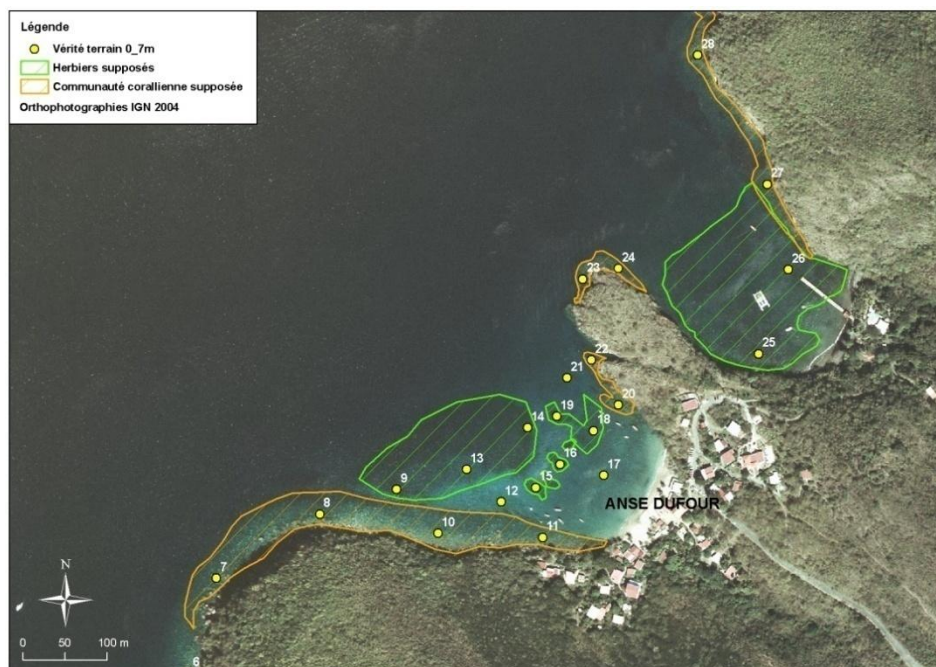 Légende
Vérité terrain 0_7m
Herbiers supposés
Communauté corallienne supposée
Orthophotographies IGN 2004
28
27
26
24
23
25
22
21
20
19
18
14
13
16
17
9
15
12
ANSE DUFOUR
8
10
11
7
N
0 50 100 m
6